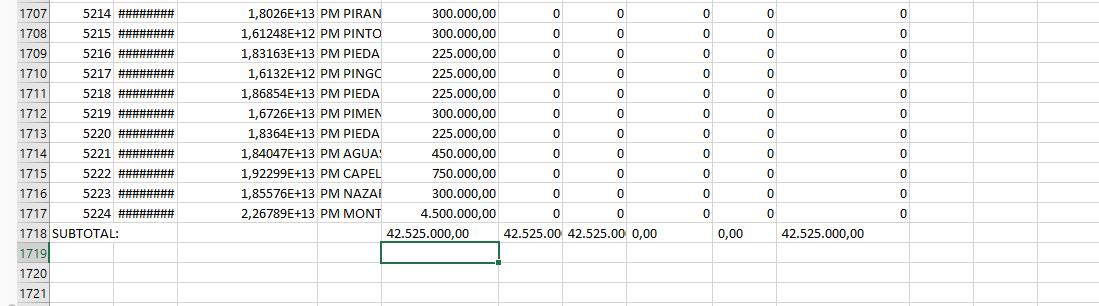 1707 5214 ######## 1,8026E+13 PM PIRAN 300.000,00 0 0 0 0 0
1708 5215 ######## 1,61248E+12 PM PINTO 300.000,00 0 0 0 0 0
1709 5216 ######## 1,83163E+13 PM PIEDA 225.000,00 0 0 0 0 0
1710 5217 ######## 1,6132E+12 PM PINGO 225.000,00 0 0 0 0 0
1711 5218 ######## 1,86854E+13 PM PIEDA 225.000,00 0 0 0 0 0
1712 5219 ######## 1,6726E+13 PM PIMEN 300.000,00 0 0 0 0 0
1713 5220 ######## 1,8364E+13 PM PIEDA 225.000,00 0 0 0 0 0
1714 5221 ######## 1,84047E+13 PM AGUAS 450.000,00 0 0 0 0 0
1715 5222 ######## 1,92299E+13 PM CAPEL 750.000,00 0 0 0 0 0
1716 5223 ######## 1,85576E+13 PM NAZAR 300.000,00 0 0 0 0 0
1717 5224 ######## 2,26789E+13 PM MONT 4.500.000,00 0 0 0 0 0
1718 SUBTOTAL: 42.525.000,00 42.525.00 42.525.00 0,00 0,00 42.525.000,00
1719
1720
1721